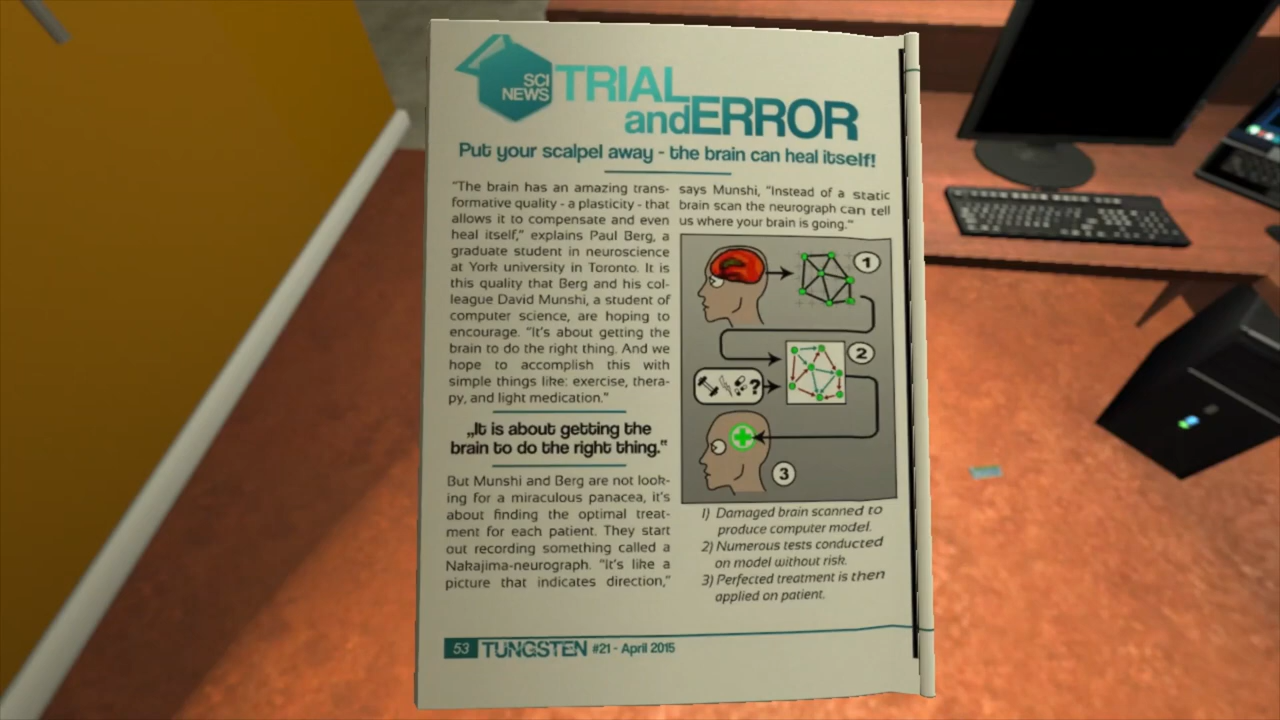 SCI
NEWS
TRIAL
andERROR
Put your scalpel away - the brain can heal itself!
"The brain has an amazing trans-
formative quality - a plasticity - that
allows it to compensate and even
heal itself," explains Paul Berg, a
graduate student in neuroscience
at York university in Toronto. It is
this quality that Berg and his col-
league David Munshi, a student of
computer science, are hoping to
encourage. "It's about getting the
brain to do the right thing. And we
hope to accomplish this with
simple things like: exercise, thera-
py, and light medication."
„It is about getting the
brain to do the right thing."
But Munshi and Berg are not look-
ing for a miraculous panacea, it's
about finding the optimal treat-
ment for each patient. They start
out recording something called a
Nakajima-neurograph. "It's like a
picture that indicates direction,"
says Munshi, "Instead of a static
brain scan the neurograph can tell
us where your brain is going."
1
2
?
3
1) Damaged brain scanned to
produce computer model.
2) Numerous tests conducted
on model without risk.
3) Perfected treatment is then
applied on patient.
53 TUNGSTEN #21 - April 2015